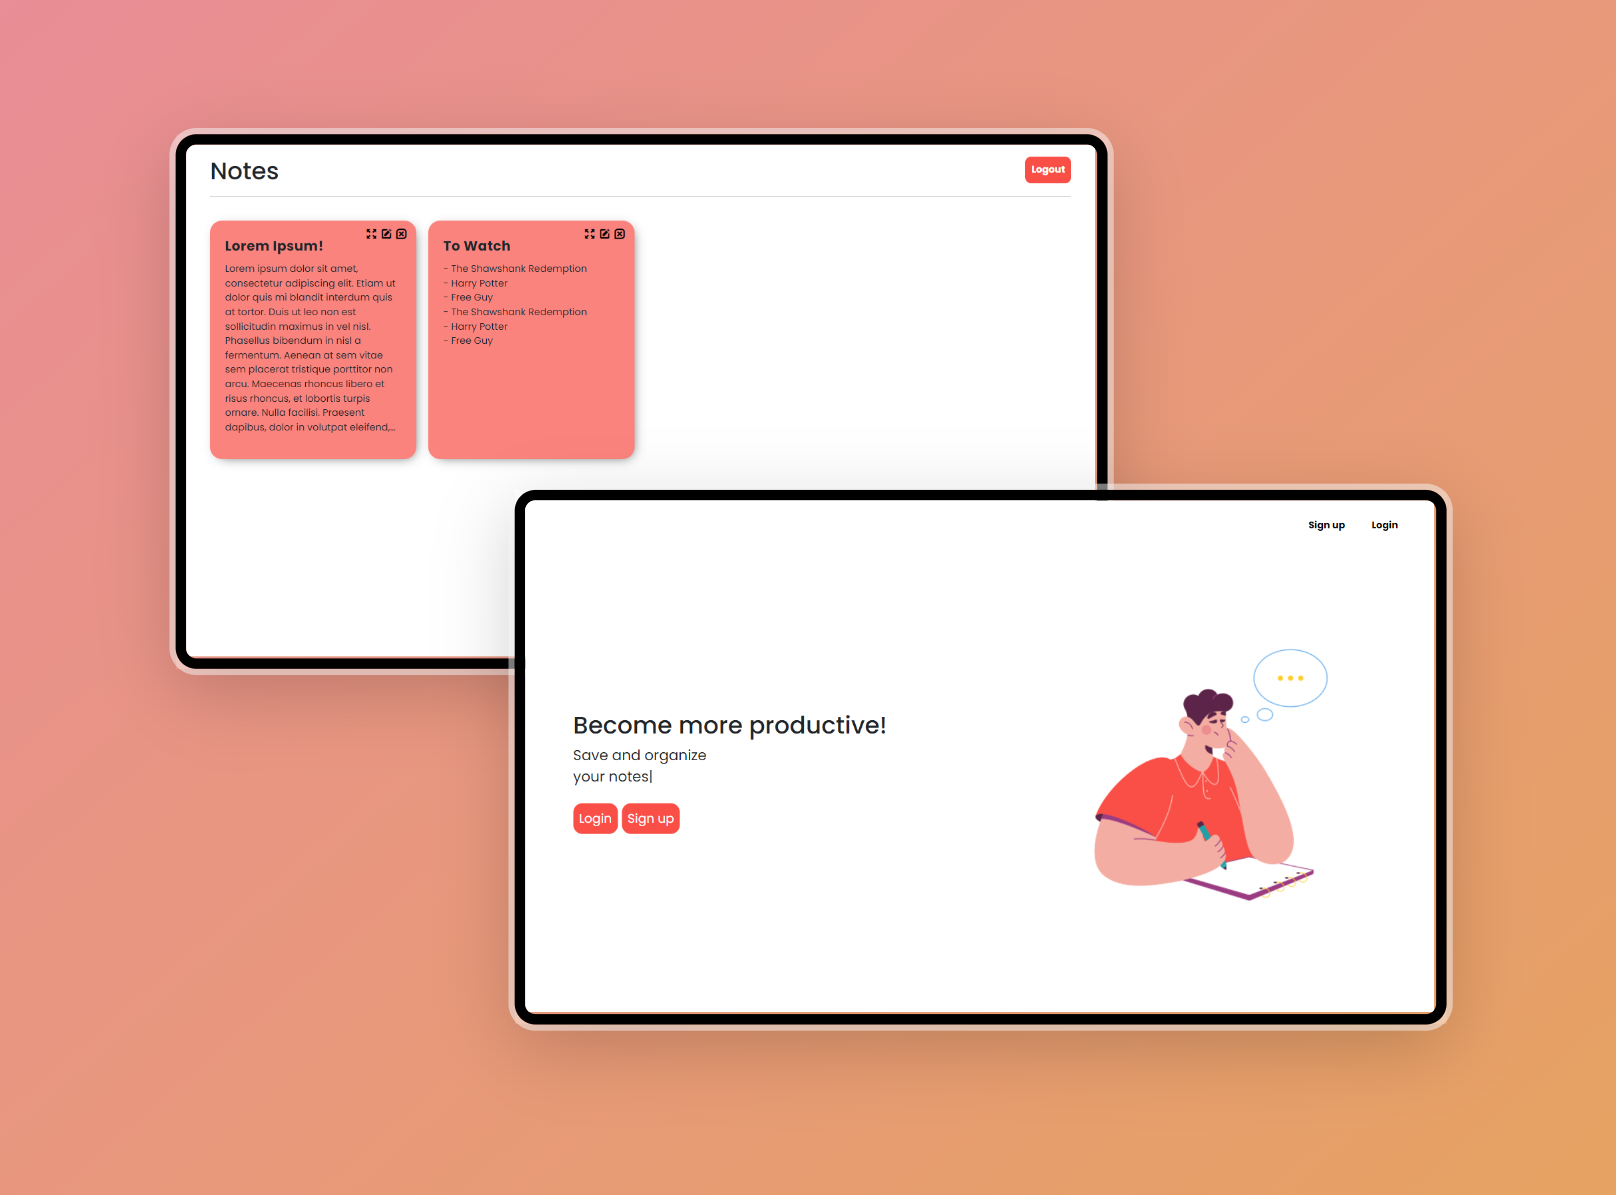 Notes
Logout
Lorem Ipsum!
Lorem ipsum dolor sit amet,
consectetur adipiscing elit. Etiam ut
dolor quis mi blandit interdum quis
at tortor. Duis ut leo non est
sollicitudin maximus in vel nisl.
Phasellus bibendum in nisl a
fermentum. Aenean at sem vitae
sem placerat tristique porttitor non
arcu. Maecenas rhoncus libero et
risus rhoncus, et lobortis turpis
ornare. Nulla facilisi. Praesent
dapibus, dolor in volutpat eleifend,...
To Watch
- The Shawshank Redemption
- Harry Potter
- Free Guy
- The Shawshank Redemption
- Harry Potter
- Free Guy
Sign up Login
Become more productive!
Save and organize
your notes|
Login Sign up